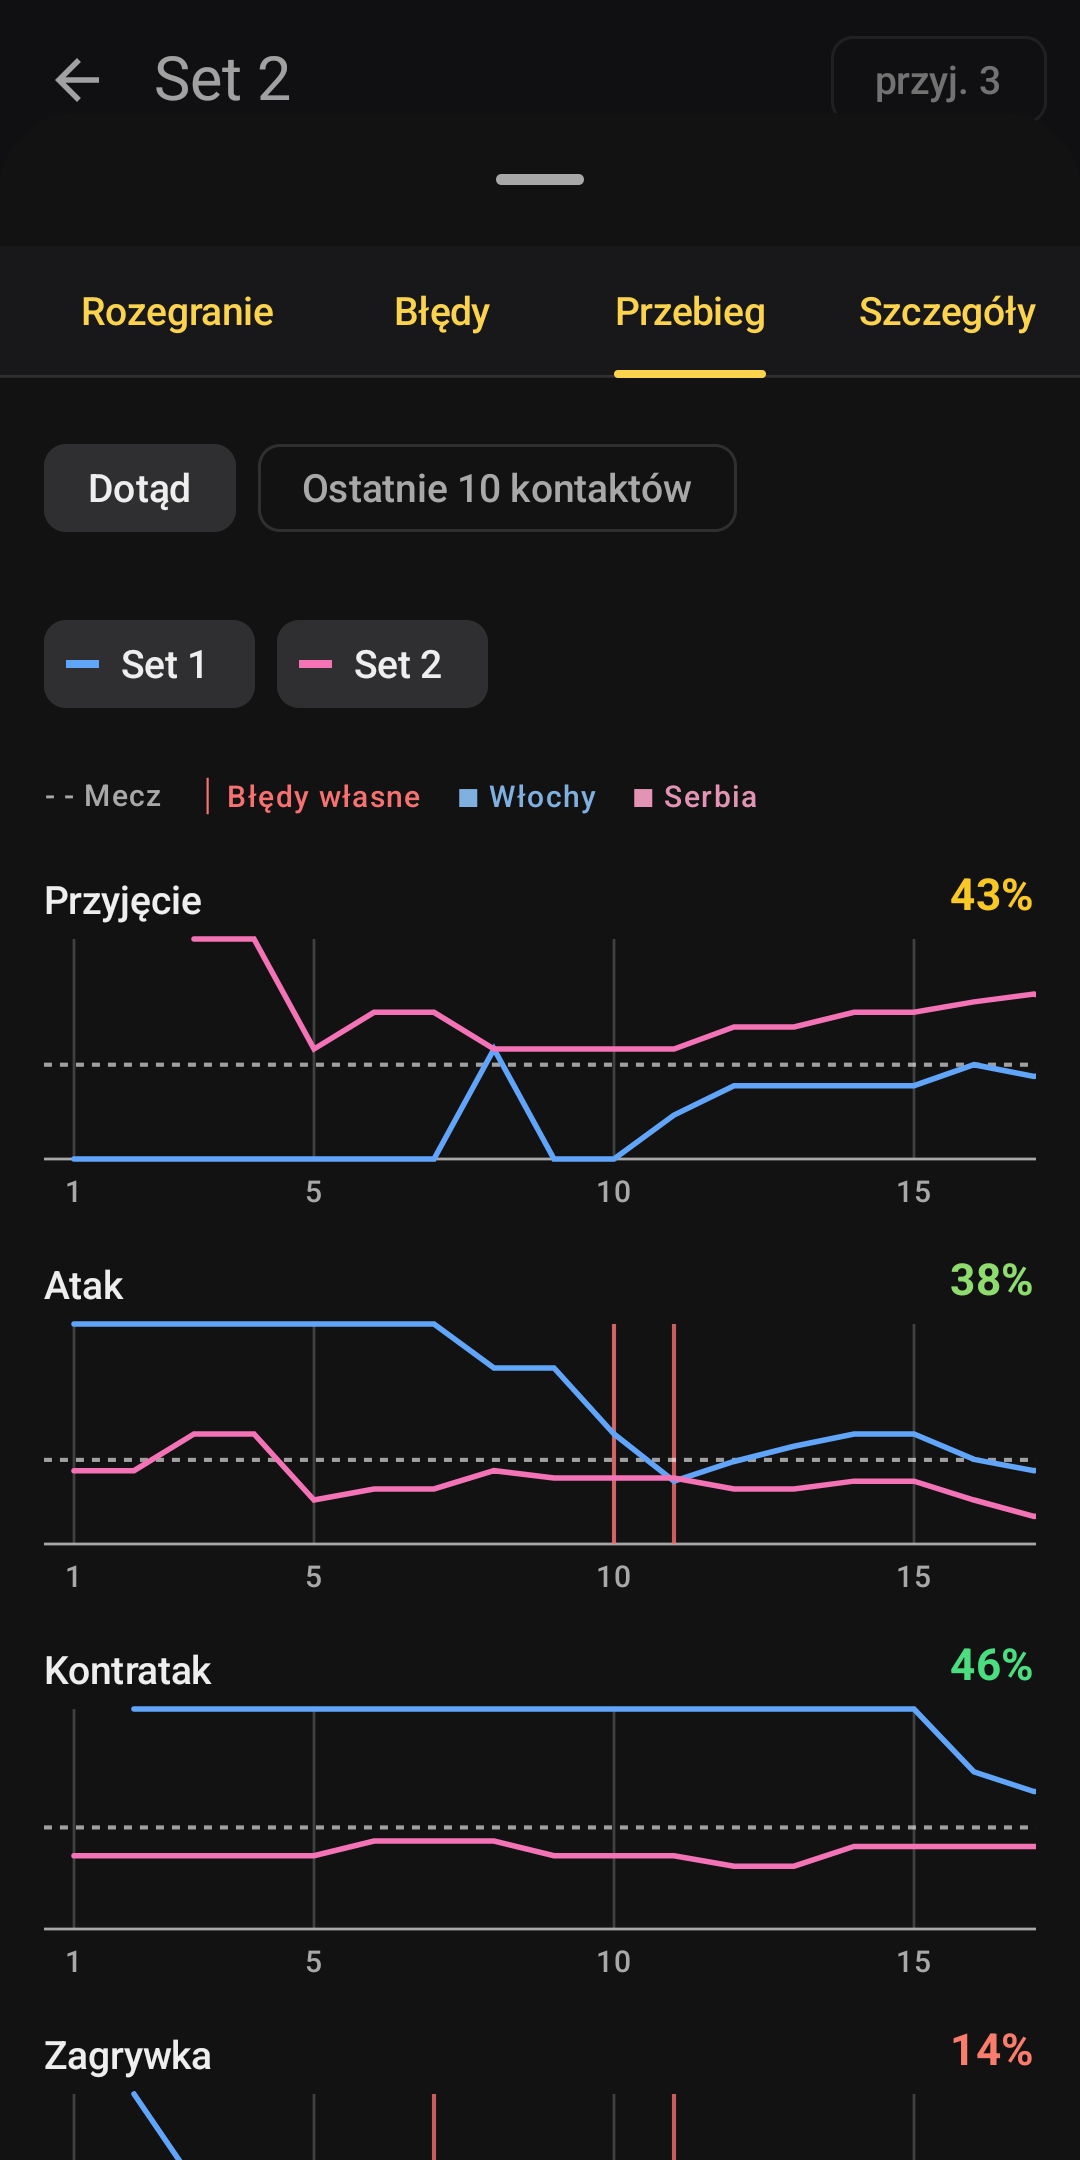 Set 2
przyj. 3
Rozegranie Błędy Przebieg Szczegóły
Dotąd Ostatnie 10 kontaktów
Set 1 Set 2
- - Mecz Błędy własne Włochy Serbia
Przyjęcie 43%
1 5 10 15
Atak 38%
1 5 10 15
Kontratak 46%
1 5 10 15
Zagrywka 14%